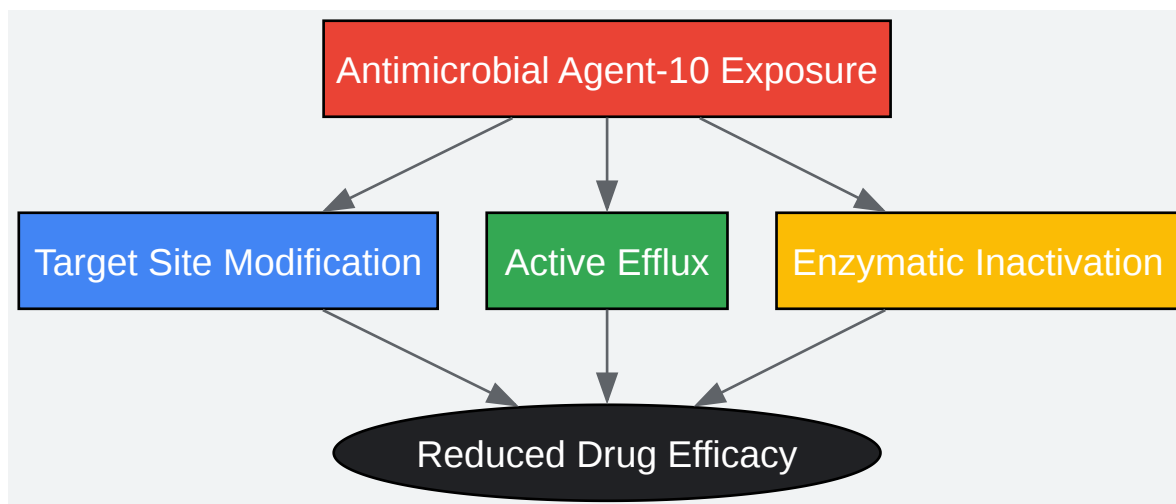 Antimicrobial Agent-10 Exposure
Target Site Modification
Active Efflux
Enzymatic Inactivation
Reduced Drug Efficacy